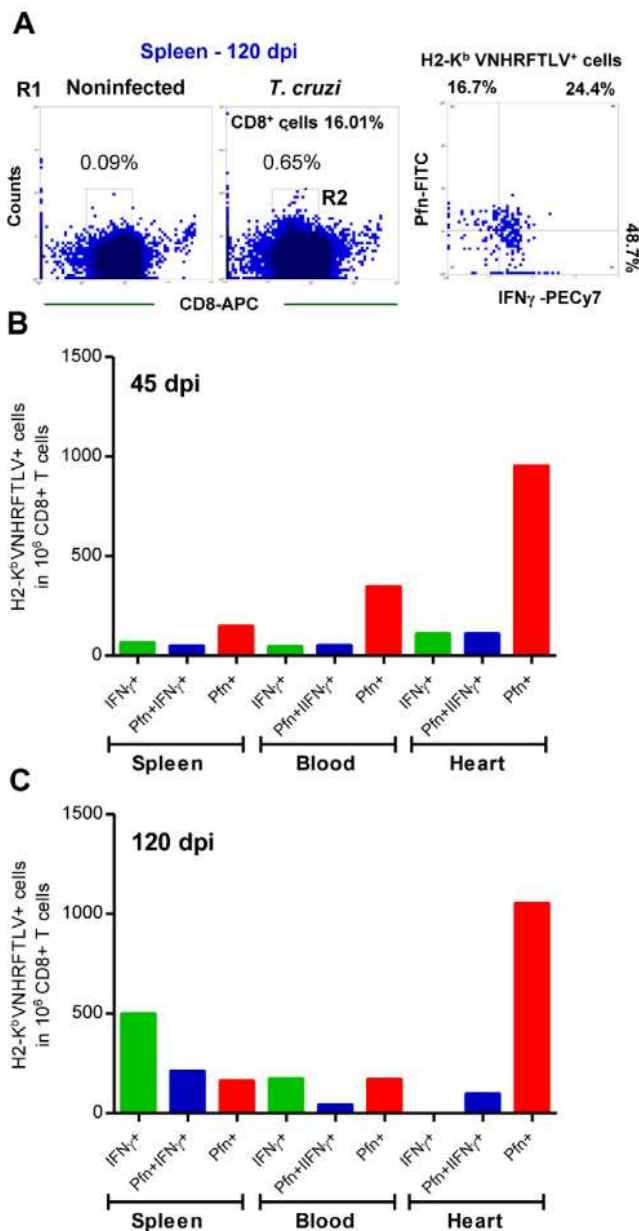 A
Spleen - 120 dpi
H2-Kᵇ VNHRFTLV⁺ cells
R1 Noninfected T. cruzi 16.7% 24.4%
CD8⁺ cells 16.01%
0.09% 0.65%
R2
Counts
Pfn-FITC
48.7%
CD8-APC
IFNγ -PECy7
B
45 dpi
H2-KᵇVNHRFTLV+ cells
in 10⁶ CD8+ T cells
1500
1000
500
0
IFNγ⁺ Pfn+IFNγ⁺ Pfn⁺ IFNγ⁺ Pfn+IIFNγ⁺ Pfn⁺ IFNγ⁺ Pfn+IIFNγ⁺ Pfn⁺
Spleen Blood Heart
C
120 dpi
H2-KᵇVNHRFTLV+ cells
in 10⁶ CD8+ T cells
1500
1000
500
0
IFNγ⁺ Pfn+IFNγ⁺ Pfn⁺ IFNγ⁺ Pfn+IIFNγ⁺ Pfn⁺ IFNγ⁺ Pfn+IIFNγ⁺ Pfn⁺
Spleen Blood Heart